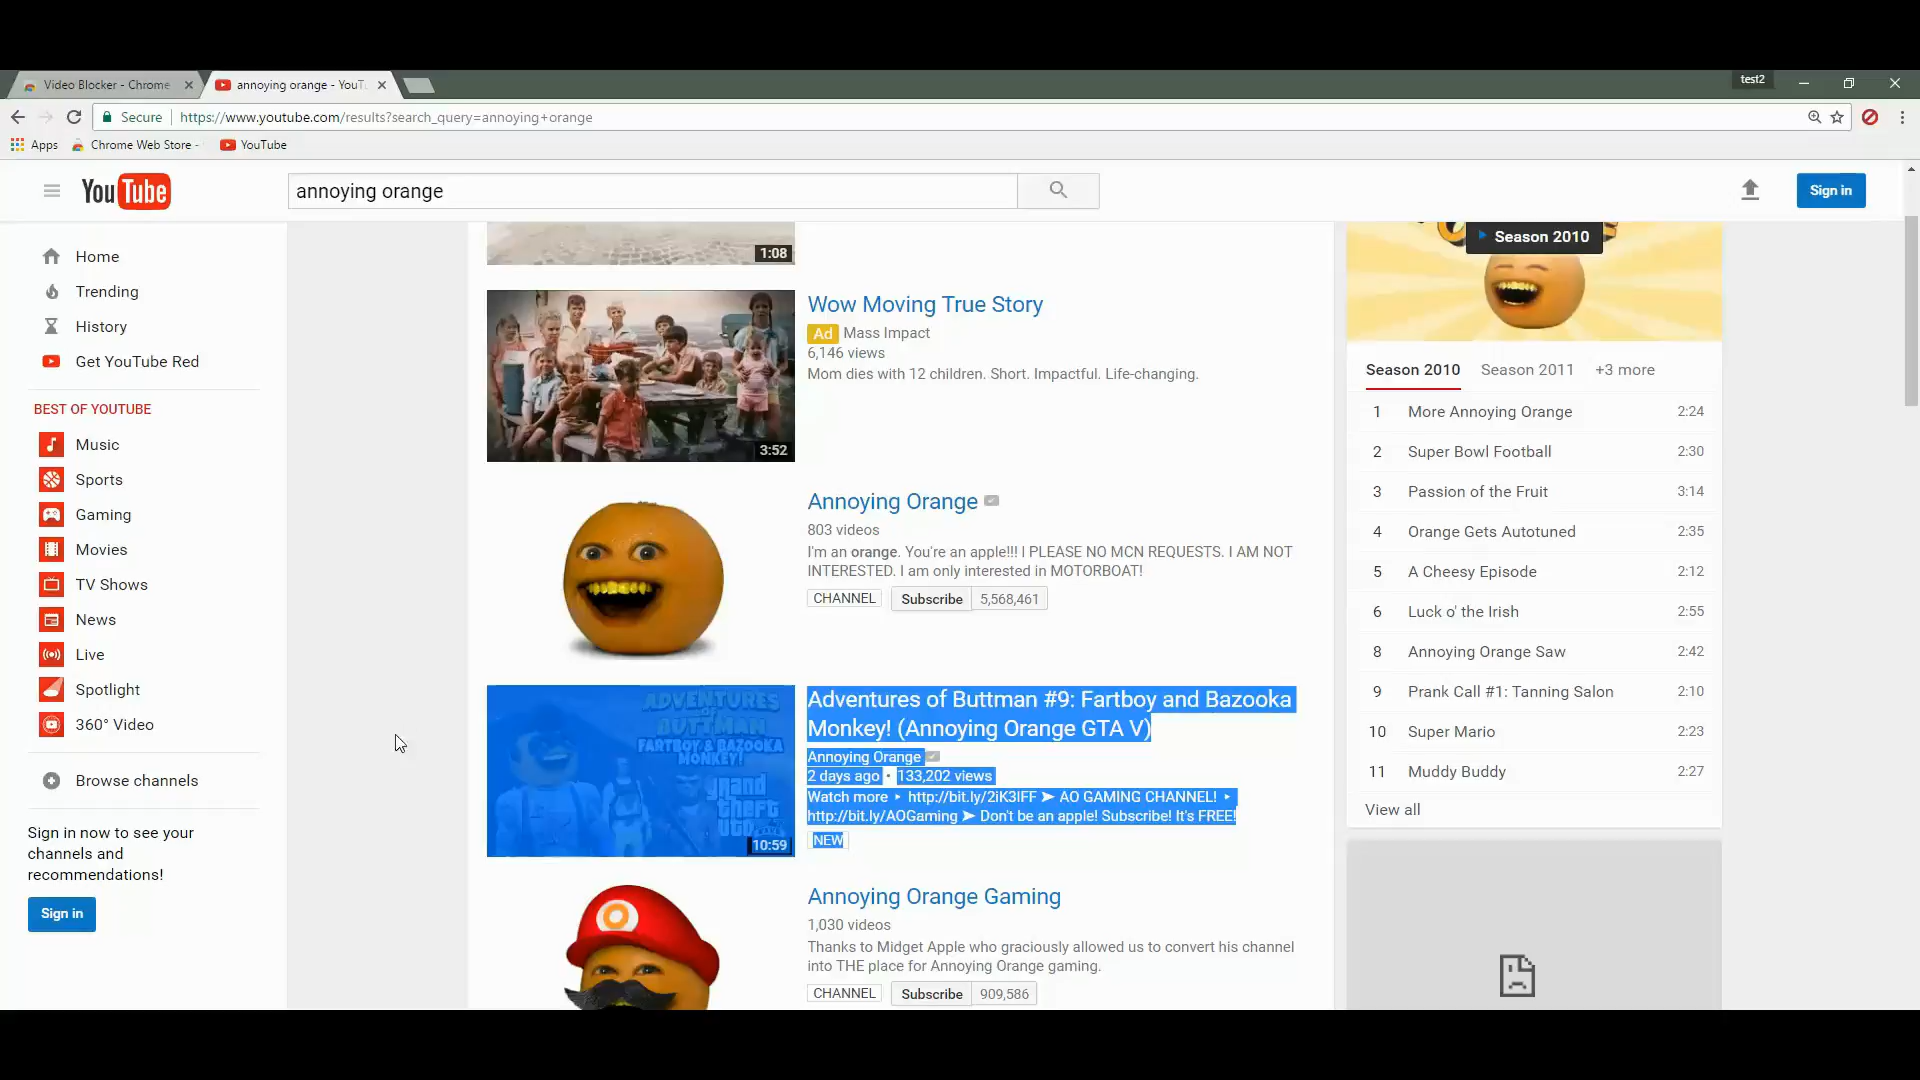 Video Blocker - Chrome
annoying orange - YouT
test2
Secure
https://www.youtube.com/results?search_query=annoying+orange
Apps
Chrome Web Store -
YouTube
YouTube
annoying orange
Sign in
Home
Trending
History
Get YouTube Red
BEST OF YOUTUBE
Music
Sports
Gaming
Movies
TV Shows
News
Live
Spotlight
360° Video
Browse channels
Sign in now to see your
channels and
recommendations!
Sign in
1:08
3:52
Wow Moving True Story
Ad Mass Impact
6,146 views
Mom dies with 12 children. Short. Impactful. Life-changing.
Annoying Orange
803 videos
I'm an orange. You're an apple!!! I PLEASE NO MCN REQUESTS. I AM NOT
INTERESTED. I am only interested in MOTORBOAT!
CHANNEL Subscribe 5,568,461
ADVENTURES
OF
BUTTMAN
FARTBOY & BAZOOKA
MONKEY!
grand
theft
auto
10:59
Adventures of Buttman #9: Fartboy and Bazooka
Monkey! (Annoying Orange GTA V)
Annoying Orange
2 days ago • 133,202 views
Watch more ‣ http://bit.ly/2iK3IFF ➤ AO GAMING CHANNEL! ‣
http://bit.ly/AOGaming ➤ Don't be an apple! Subscribe! It's FREE!
NEW
Annoying Orange Gaming
1,030 videos
Thanks to Midget Apple who graciously allowed us to convert his channel
into THE place for Annoying Orange gaming.
CHANNEL Subscribe 909,586
Season 2010
Season 2010 Season 2011 +3 more
1 More Annoying Orange 2:24
2 Super Bowl Football 2:30
3 Passion of the Fruit 3:14
4 Orange Gets Autotuned 2:35
5 A Cheesy Episode 2:12
6 Luck o' the Irish 2:55
8 Annoying Orange Saw 2:42
9 Prank Call #1: Tanning Salon 2:10
10 Super Mario 2:23
11 Muddy Buddy 2:27
View all